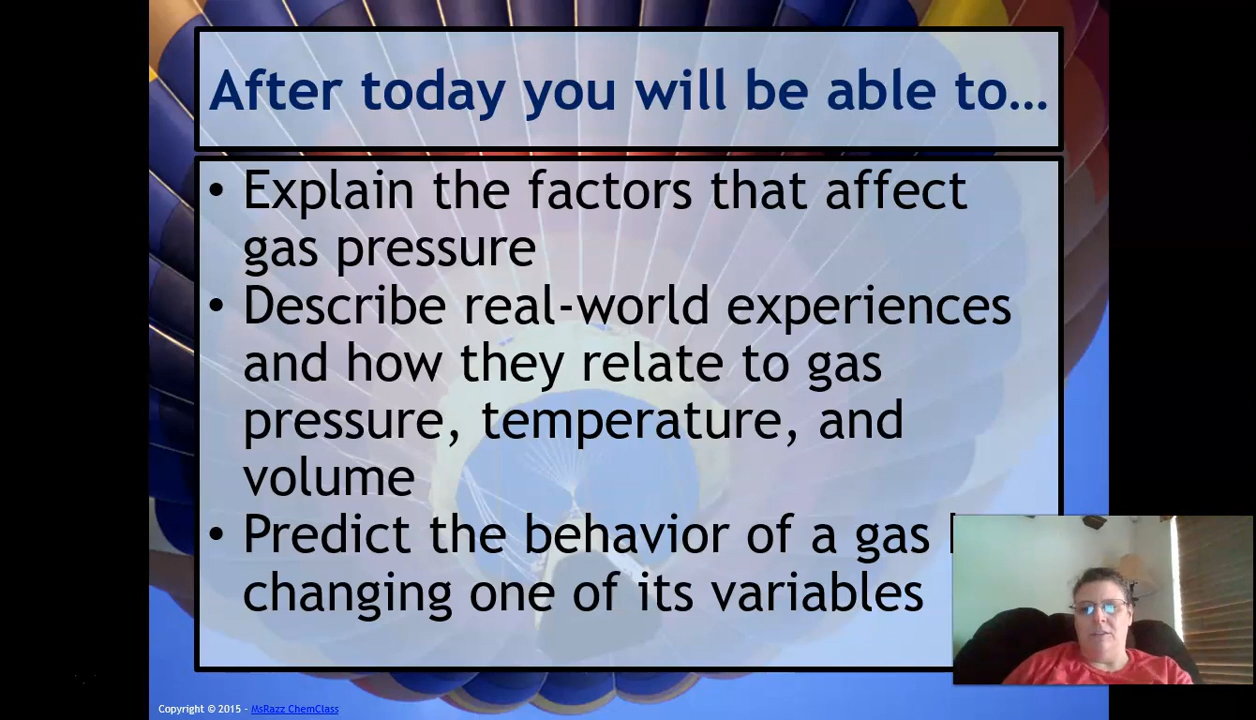 After today you will be able to…
• Explain the factors that affect
gas pressure
• Describe real-world experiences
and how they relate to gas
pressure, temperature, and
volume
• Predict the behavior of a gas
changing one of its variables
Copyright © 2015 - MsRazz ChemClass